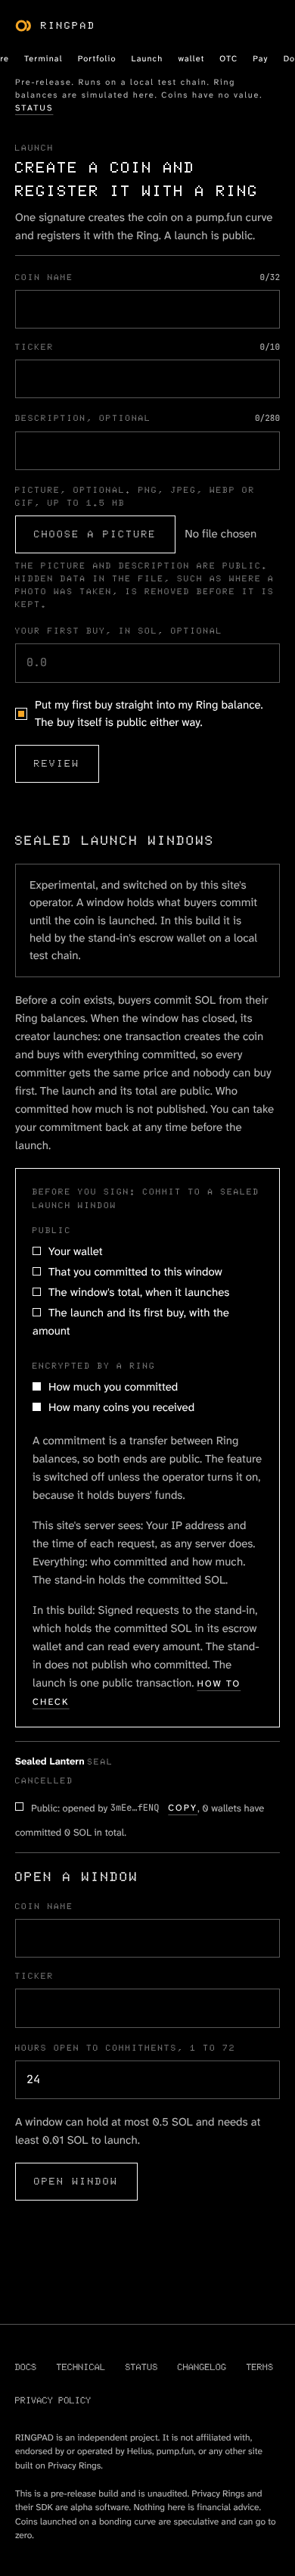 RINGPAD
re Terminal Portfolio Launch wallet OTC Pay Do
Pre-release. Runs on a local test chain. Ring
balances are simulated here. Coins have no value.
STATUS
LAUNCH
CREATE A COIN AND
REGISTER IT WITH A RING
One signature creates the coin on a pump.fun curve
and registers it with the Ring. A launch is public.
COIN NAME 0/32
TICKER 0/10
DESCRIPTION, OPTIONAL 0/280
PICTURE, OPTIONAL. PNG, JPEG, WEBP OR
GIF, UP TO 1.5 MB
CHOOSE A PICTURE No file chosen
THE PICTURE AND DESCRIPTION ARE PUBLIC.
HIDDEN DATA IN THE FILE, SUCH AS WHERE A
PHOTO WAS TAKEN, IS REMOVED BEFORE IT IS
KEPT.
YOUR FIRST BUY, IN SOL, OPTIONAL
0.0
Put my first buy straight into my Ring balance.
The buy itself is public either way.
REVIEW
SEALED LAUNCH WINDOWS
Experimental, and switched on by this site's
operator. A window holds what buyers commit
until the coin is launched. In this build it is
held by the stand-in's escrow wallet on a local
test chain.
Before a coin exists, buyers commit SOL from their
Ring balances. When the window has closed, its
creator launches: one transaction creates the coin
and buys with everything committed, so every
committer gets the same price and nobody can buy
first. The launch and its total are public. Who
committed how much is not published. You can take
your commitment back at any time before the
launch.
BEFORE YOU SIGN: COMMIT TO A SEALED
LAUNCH WINDOW
PUBLIC
Your wallet
That you committed to this window
The window's total, when it launches
The launch and its first buy, with the
amount
ENCRYPTED BY A RING
How much you committed
How many coins you received
A commitment is a transfer between Ring
balances, so both ends are public. The feature
is switched off unless the operator turns it on,
because it holds buyers' funds.
This site's server sees: Your IP address and
the time of each request, as any server does.
Everything: who committed and how much.
The stand-in holds the committed SOL.
In this build: Signed requests to the stand-in,
which holds the committed SOL in its escrow
wallet and can read every amount. The stand-
in does not publish who committed. The
launch is one public transaction. HOW TO
CHECK
Sealed Lantern SEAL
CANCELLED
Public: opened by 3mEe…fENQ COPY, 0 wallets have
committed 0 SOL in total.
OPEN A WINDOW
COIN NAME
TICKER
HOURS OPEN TO COMMITMENTS, 1 TO 72
24
A window can hold at most 0.5 SOL and needs at
least 0.01 SOL to launch.
OPEN WINDOW
DOCS TECHNICAL STATUS CHANGELOG TERMS
PRIVACY POLICY
RINGPAD is an independent project. It is not affiliated with,
endorsed by or operated by Helius, pump.fun, or any other site
built on Privacy Rings.
This is a pre-release build and is unaudited. Privacy Rings and
their SDK are alpha software. Nothing here is financial advice.
Coins launched on a bonding curve are speculative and can go to
zero.